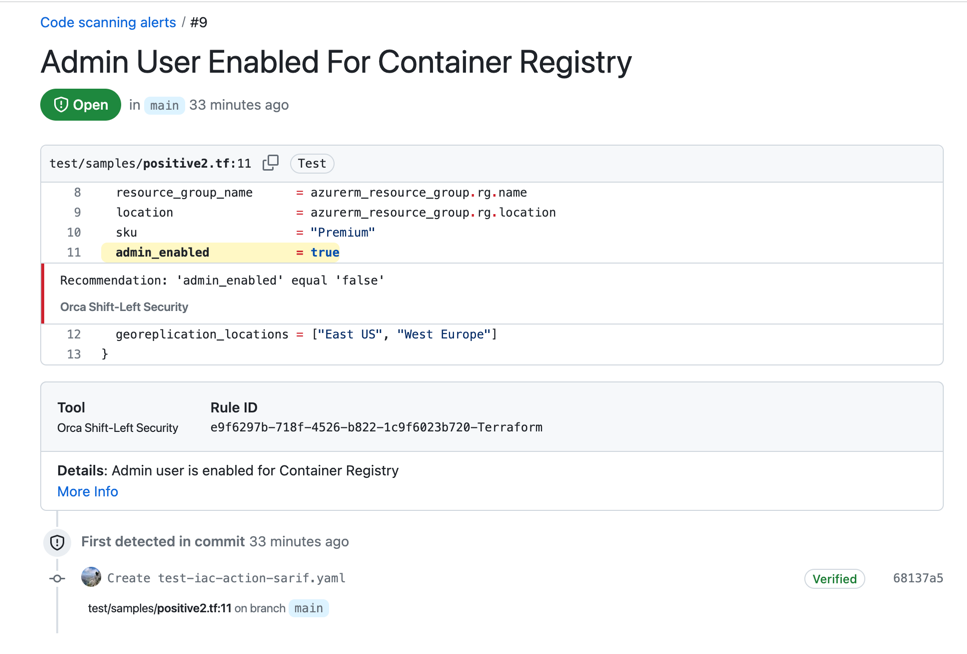 Code scanning alerts / #9
Admin User Enabled For Container Registry
Open in main 33 minutes ago
test/samples/positive2.tf:11 Test
8 resource_group_name = azurerm_resource_group.rg.name
9 location = azurerm_resource_group.rg.location
10 sku = "Premium"
11 admin_enabled = true
Recommendation: 'admin_enabled' equal 'false'
Orca Shift-Left Security
12 georeplication_locations = ["East US", "West Europe"]
13 }
Tool Rule ID
Orca Shift-Left Security e9f6297b-718f-4526-b822-1c9f6023b720-Terraform
Details: Admin user is enabled for Container Registry
More Info
First detected in commit 33 minutes ago
Create test-iac-action-sarif.yaml Verified 68137a5
test/samples/positive2.tf:11 on branch main